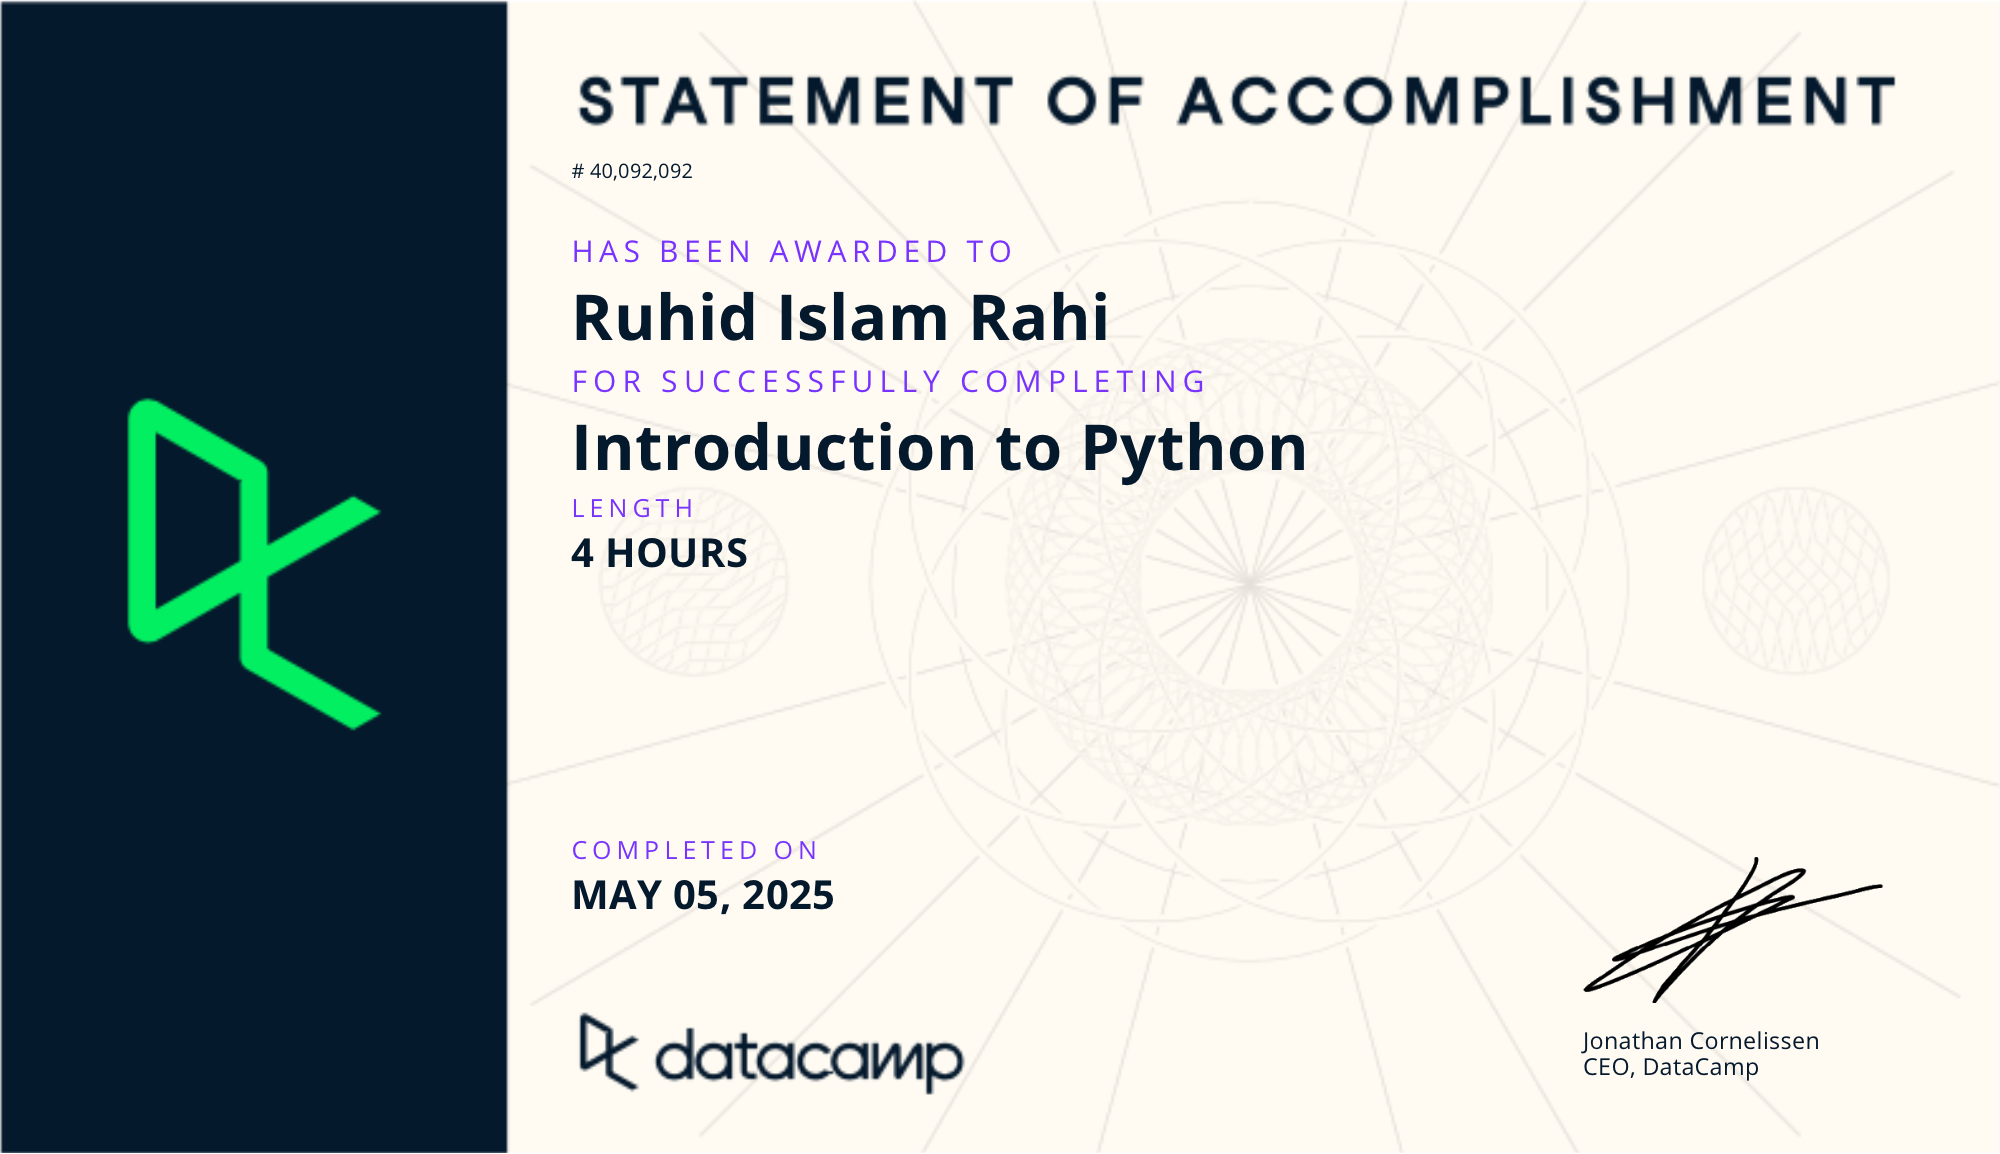 STATEMENT OF ACCOMPLISHMENT
# 40,092,092
HAS BEEN AWARDED TO
Ruhid Islam Rahi
FOR SUCCESSFULLY COMPLETING
Introduction to Python
LENGTH
4 HOURS
COMPLETED ON
MAY 05, 2025
datacamp
Jonathan Cornelissen
CEO, DataCamp